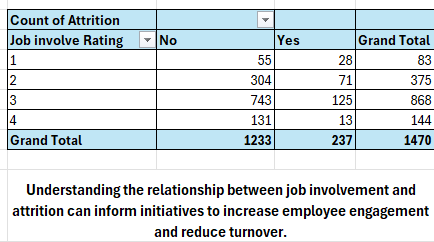 Count of Attrition
Job involve Rating No Yes Grand Total
1 55 28 83
2 304 71 375
3 743 125 868
4 131 13 144
Grand Total 1233 237 1470
Understanding the relationship between job involvement and
attrition can inform initiatives to increase employee engagement
and reduce turnover.